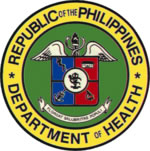 REPUBLIC OF THE PHILIPPINES
DEPARTMENT OF HEALTH